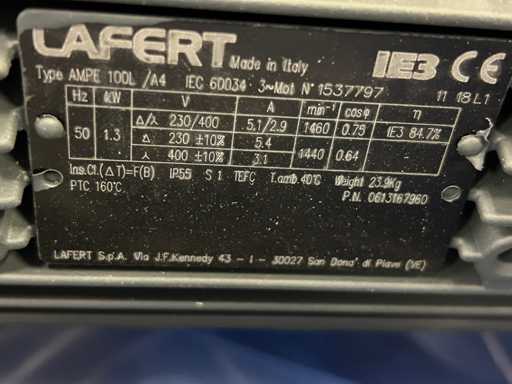 LAFERT Made in Italy IE3 CE
Type AMPE 100L /A4 IEC 60034 3~Mot N° 1537797 11 18 L1
Hz kW V A min⁻¹ cosφ η
50 1.3 Δ/⅄ 230/400 5.1/2.9 1460 0.75 IE3 84.7%
Δ 230 ±10% 5.4 1440 0.64
⅄ 400 ±10% 3.1
Ins.Cl.(ΔT)-F(B) IP55 S 1 TEFC T.amb.40°C Weight 23.9Kg
PTC 160°C P.N. 0613167960
LAFERT S.p.A. Via J.F.Kennedy 43 - I - 30027 San Dona' di Piave (VE)